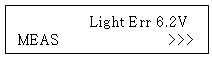 Light Err 6.2V
MEAS >>>